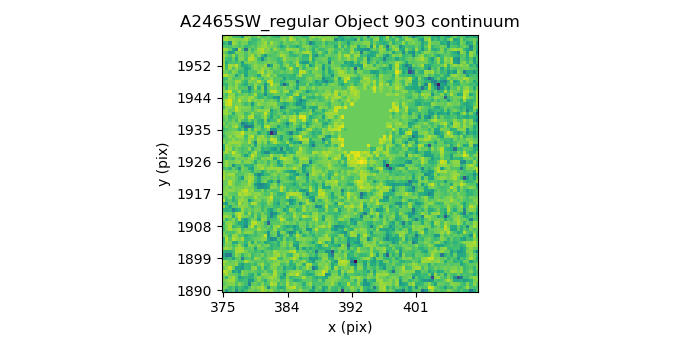 A2465SW_regular Object 903 continuum
1952
1944
1935
1926
1917
1908
1899
1890
y (pix)
375 384 392 401
x (pix)